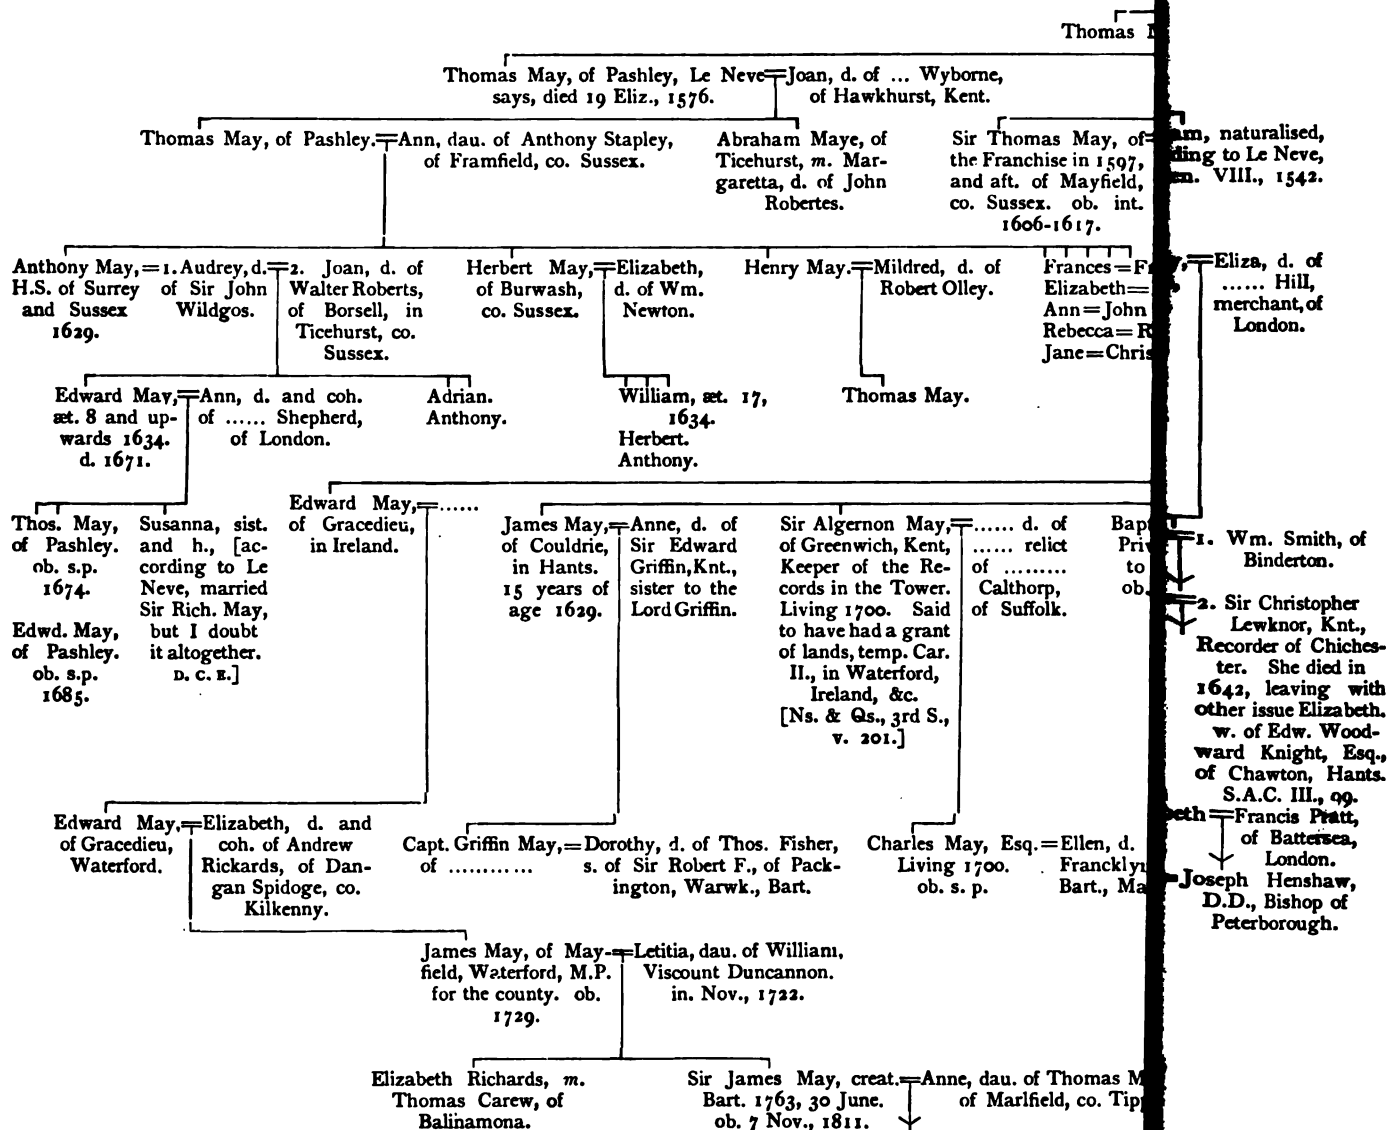 Thomas
Thomas May, of Pashley, Le Neve=Joan, d. of ... Wyborne,
says, died 19 Eliz., 1576.
of Hawkhurst, Kent.
Thomas May, of Pashley.=Ann, dau. of Anthony Stapley,
of Framfield, co. Sussex.
Abraham Maye, of
Ticehurst, m. Mar-
garetta, d. of John
Robertes.
Sir Thomas May, of=
the Franchise in 1597,
and aft. of Mayfield,
co. Sussex. ob. int.
1606-1617.
naturalised,
to Le Neve,
VIII., 1542.
Anthony May,=1. Audrey, d.=2. Joan, d. of
H.S. of Surrey
and Sussex
1629.
of Sir John
Wildgos.
Walter Roberts,
of Borsell, in
Ticehurst, co.
Sussex.
Herbert May,=Elizabeth,
of Burwash,
co. Sussex.
d. of Wm.
Newton.
Henry May.=Mildred, d. of
Robert Olley.
Frances=
Elizabeth=
Ann=John
Rebecca=
Jane=Chris
=Eliza, d. of
...... Hill,
merchant, of
London.
Edward May,=Ann, d. and coh.
æt. 8 and up-
wards 1634.
d. 1671.
of ...... Shepherd,
of London.
Adrian.
Anthony.
William, æt. 17,
1634.
Herbert.
Anthony.
Thomas May.
Thos. May,
of Pashley.
ob. s.p.
1674.
Edwd. May,
of Pashley.
ob. s.p.
1685.
Susanna, sist.
and h., [ac-
cording to Le
Neve, married
Sir Rich. May,
but I doubt
it altogether.
D. C. E.]
Edward May,=......
of Gracedieu,
in Ireland.
James May,=Anne, d. of
of Couldrie,
in Hants.
15 years of
age 1629.
Sir Edward
Griffin, Knt.,
sister to the
Lord Griffin.
Sir Algernon May,=...... d. of
of Greenwich, Kent,
Keeper of the Re-
cords in the Tower.
Living 1700. Said
to have had a grant
of lands, temp. Car.
II., in Waterford,
Ireland, &c.
[Ns. & Qs., 3rd S.,
v. 201.]
...... relict
of .........
Calthorp,
of Suffolk.
Bap
Pri
to
ob.
=1. Wm. Smith, of
Binderton.
=2. Sir Christopher
Lewknor, Knt.,
Recorder of Chiches-
ter. She died in
1642, leaving with
other issue Elizabeth.
w. of Edw. Wood-
ward Knight, Esq.,
of Chawton, Hants.
S.A.C. III., 99.
Edward May,=Elizabeth, d. and
of Gracedieu,
Waterford.
coh. of Andrew
Rickards, of Dan-
gan Spidoge, co.
Kilkenny.
Capt. Griffin May,=Dorothy, d. of Thos. Fisher,
of ............
s. of Sir Robert F., of Pack-
ington, Warwk., Bart.
Charles May, Esq.=Ellen, d.
Living 1700.
ob. s. p.
Francklyn
Bart., Ma
eth=Francis Pratt,
of Battersea,
London.
=Joseph Henshaw,
D.D., Bishop of
Peterborough.
James May, of May-=Letitia, dau. of William,
field, Waterford, M.P.
for the county. ob.
1729.
Viscount Duncannon.
in. Nov., 1722.
Elizabeth Richards, m.
Thomas Carew, of
Balinamona.
Sir James May, creat.=Anne, dau. of Thomas M
Bart. 1763, 30 June.
ob. 7 Nov., 1811.
of Marlfield, co. Tipp